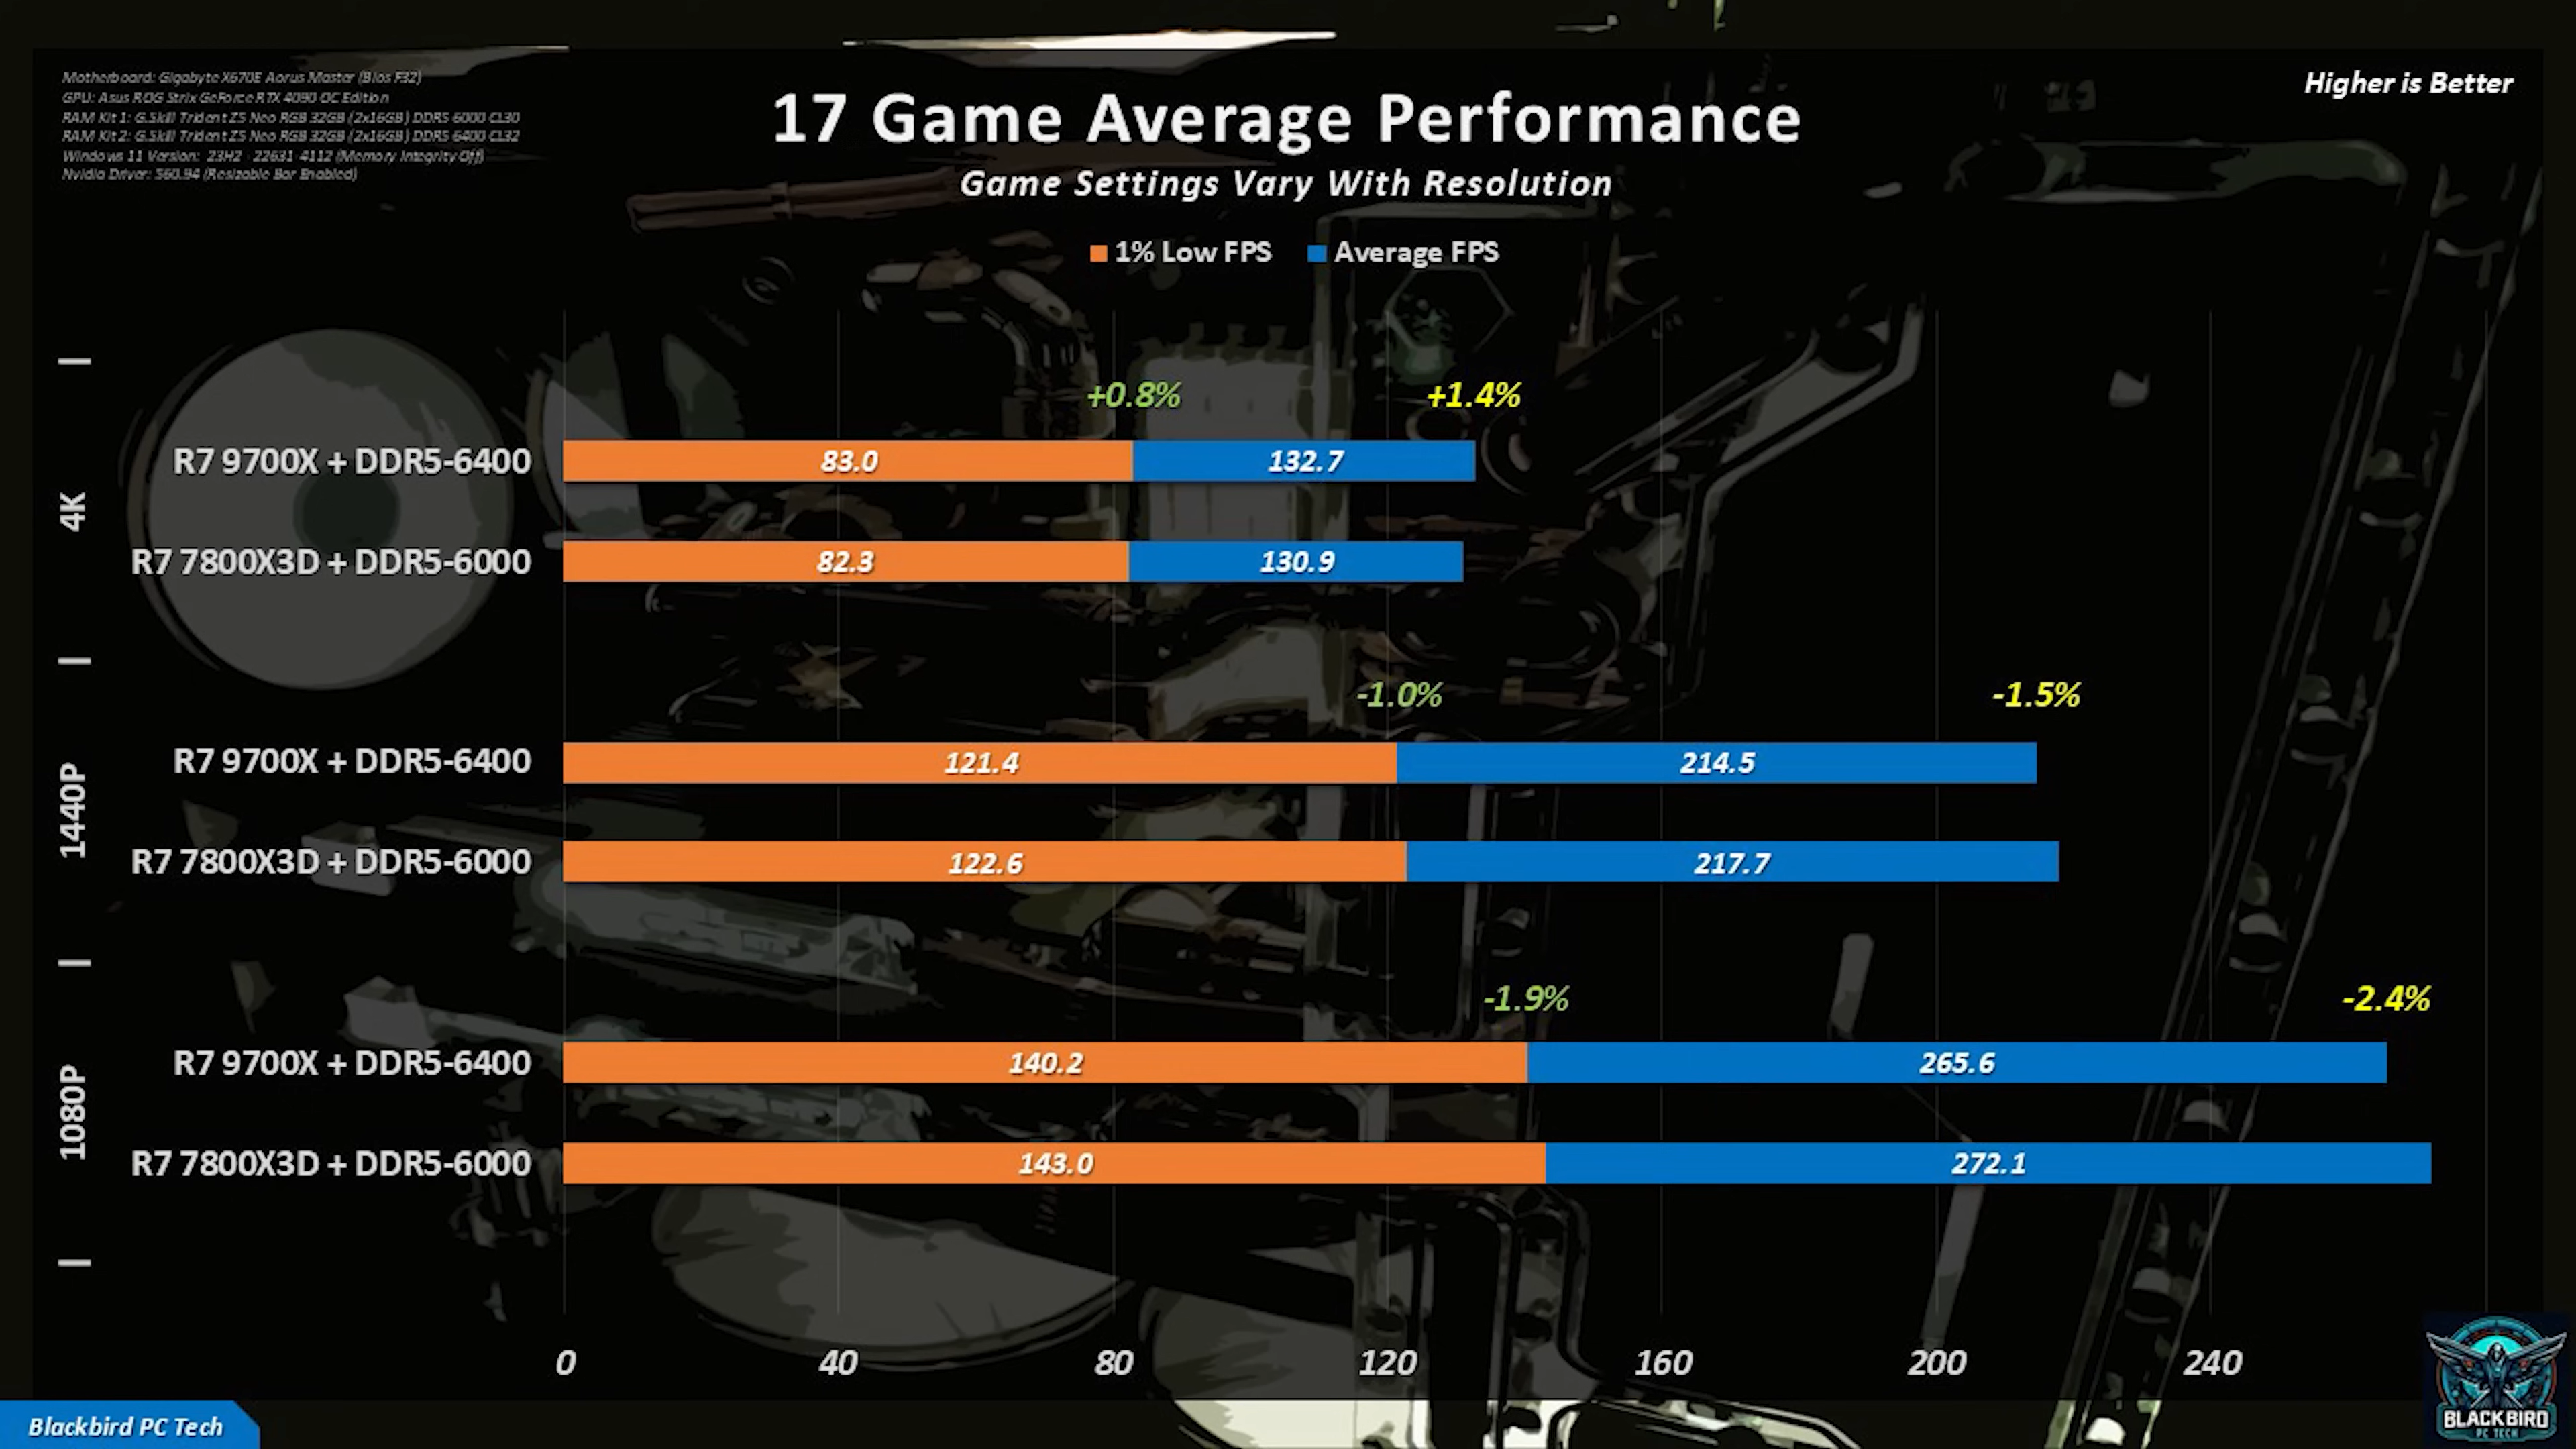 Motherboard: Gigabyte X670E Aorus Master (Bios F32)
GPU: Asus ROG Strix GeForce RTX 4090 OC Edition
RAM Kit 1: G.Skill Trident Z5 Neo RGB 32GB (2x16GB) DDR5 6000 CL30
RAM Kit 2: G.Skill Trident Z5 Neo RGB 32GB (2x16GB) DDR5 6400 CL32
Windows 11 Version: 23H2 - 22631-4112 (Memory Integrity Off)
Nvidia Driver: 560.94 (Resizable Bar Enabled)
Higher is Better
17 Game Average Performance
Game Settings Vary With Resolution
1% Low FPS Average FPS
4K
+0.8% +1.4%
R7 9700X + DDR5-6400 83.0 132.7
R7 7800X3D + DDR5-6000 82.3 130.9
1440P
-1.0% -1.5%
R7 9700X + DDR5-6400 121.4 214.5
R7 7800X3D + DDR5-6000 122.6 217.7
1080P
-1.9% -2.4%
R7 9700X + DDR5-6400 140.2 265.6
R7 7800X3D + DDR5-6000 143.0 272.1
0 40 80 120 160 200 240
Blackbird PC Tech
BLACKBIRD
PC TECH